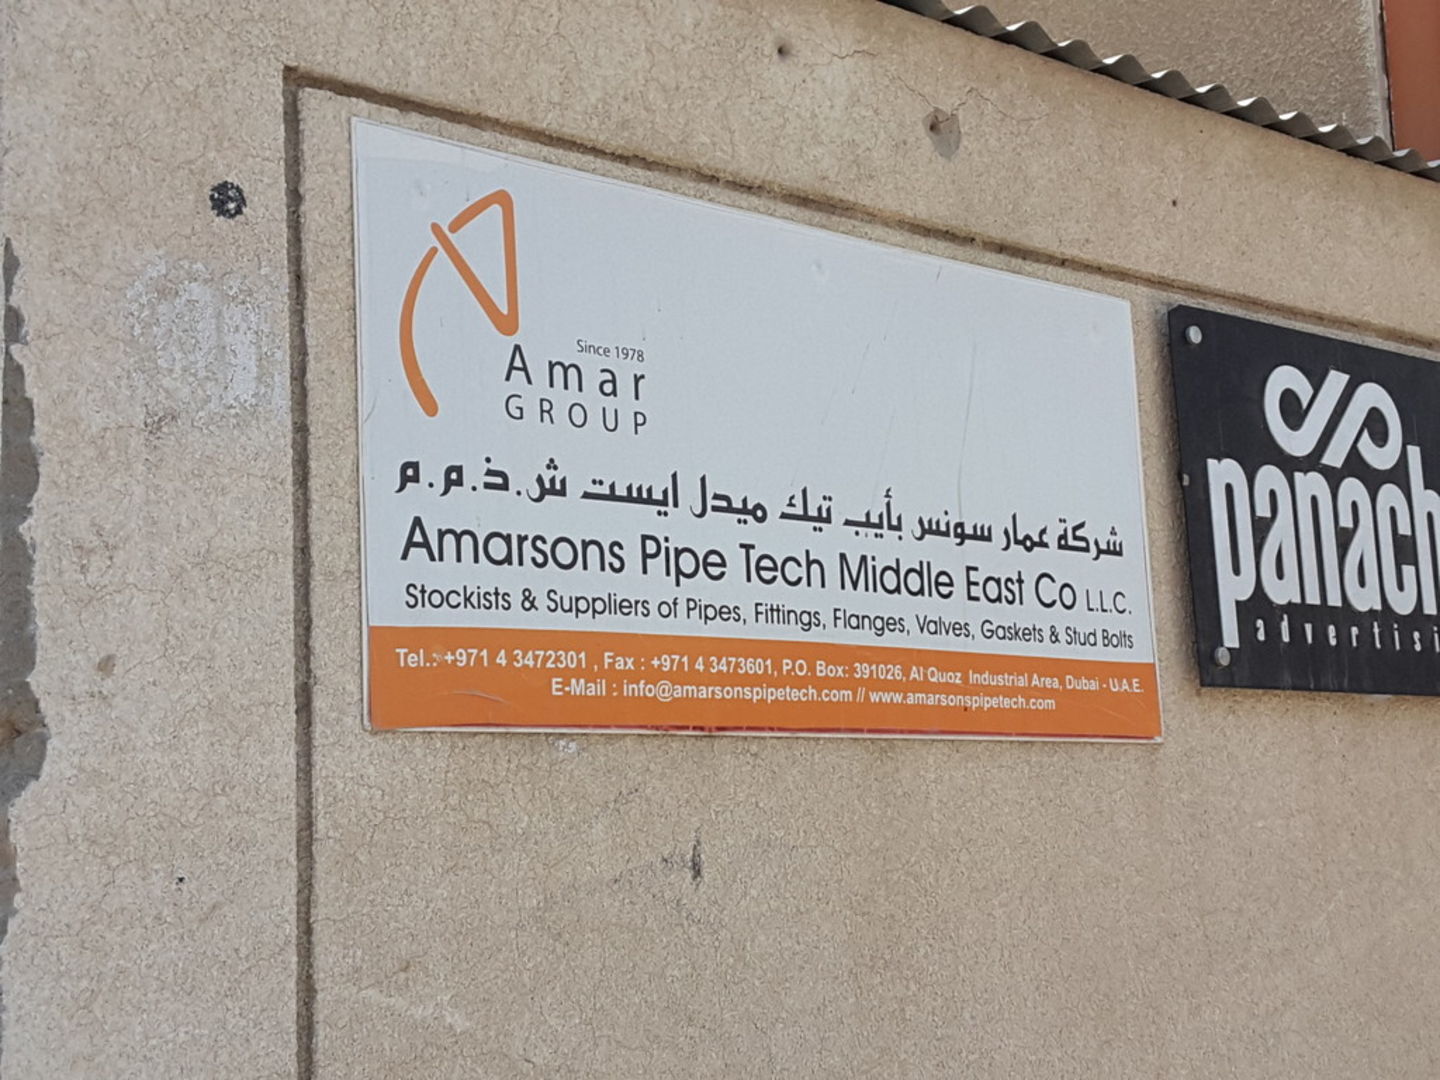 Since 1978
Amar
GROUP
شركة عمار سونس بأيب تيك ميدل ايست ش.ذ.م.م
Amarsons Pipe Tech Middle East Co L.L.C.
Stockists & Suppliers of Pipes, Fittings, Flanges, Valves, Gaskets & Stud Bolts
Tel.: +971 4 3472301 , Fax : +971 4 3473601, P.O. Box: 391026, Al Quoz Industrial Area, Dubai - U.A.E.
E-Mail : info@amarsonspipetech.com // www.amarsonspipetech.com
panach
advertisi